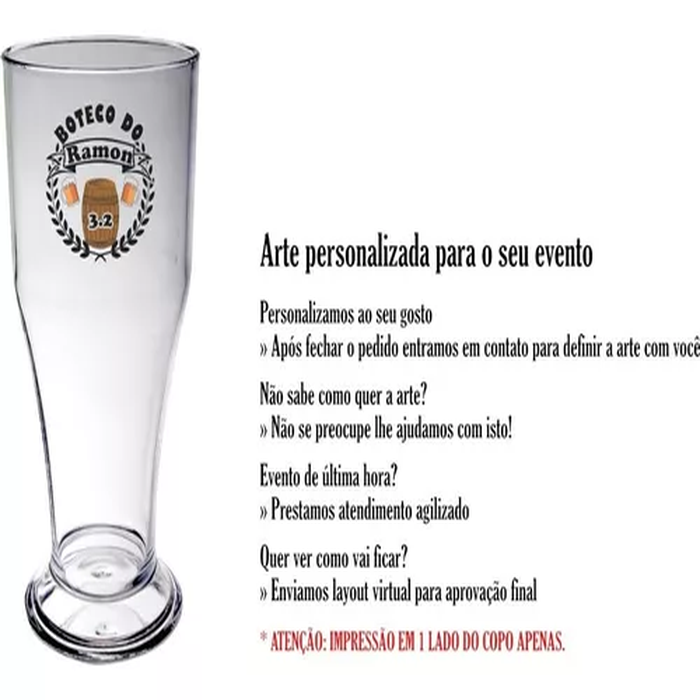 BOTECO DO
Ramon
3.2
Arte personalizada para o seu evento
Personalizamos ao seu gosto
» Após fechar o pedido entramos em contato para definir a arte com você
Não sabe como quer a arte?
» Não se preocupe lhe ajudamos com isto!
Evento de última hora?
» Prestamos atendimento agilizado
Quer ver como vai ficar?
» Enviamos layout virtual para aprovação final
* ATENÇÃO: IMPRESSÃO EM 1 LADO DO COPO APENAS.